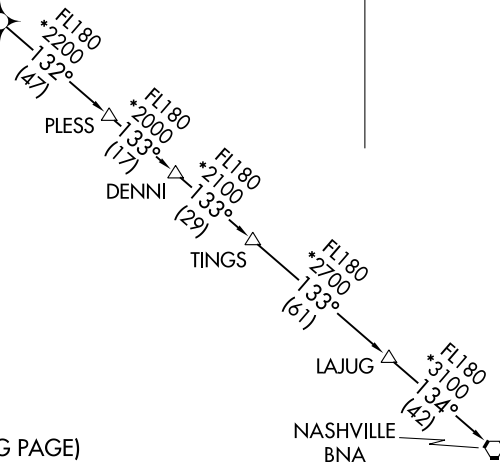 FL180
*2200
132°
(47)
PLESS
FL180
*2000
133°
(17)
DENNI
FL180
*2100
133°
(29)
TINGS
FL180
*2700
133°
(61)
LAJUG
FL180
*3100
134°
(42)
NASHVILLE
BNA
G PAGE)